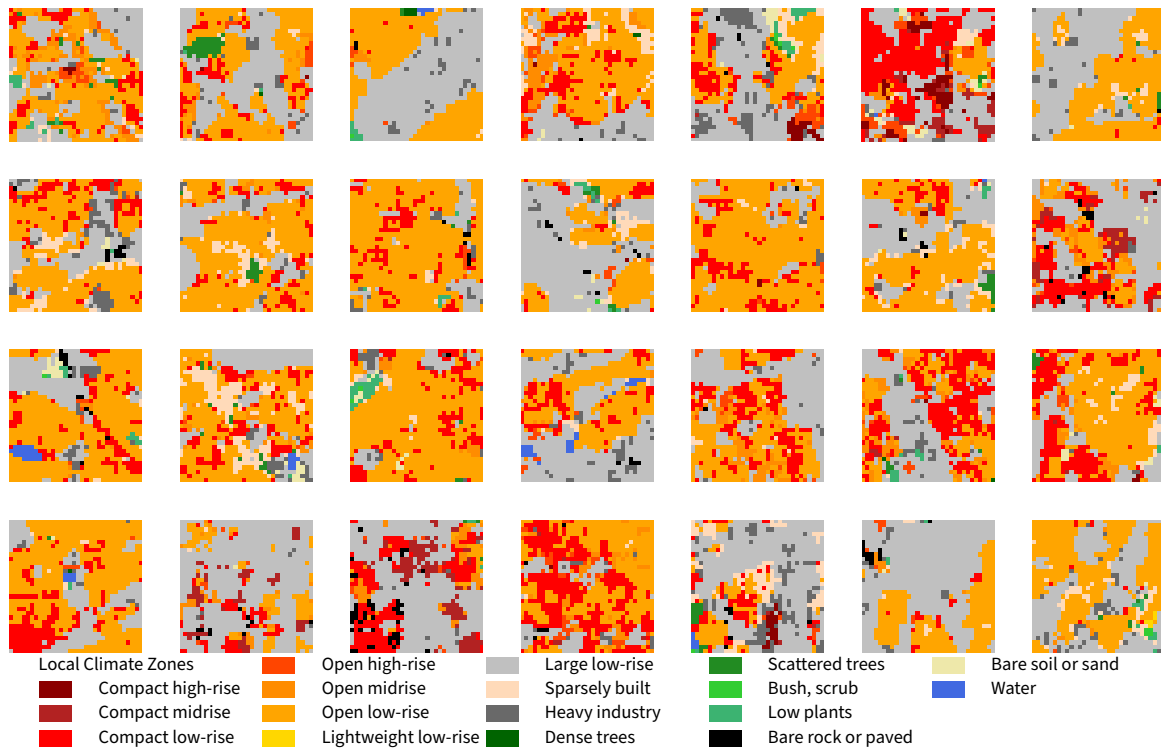 Local Climate Zones
Compact high-rise
Compact midrise
Compact low-rise
Open high-rise
Open midrise
Open low-rise
Lightweight low-rise
Large low-rise
Sparsely built
Heavy industry
Dense trees
Scattered trees
Bush, scrub
Low plants
Bare rock or paved
Bare soil or sand
Water